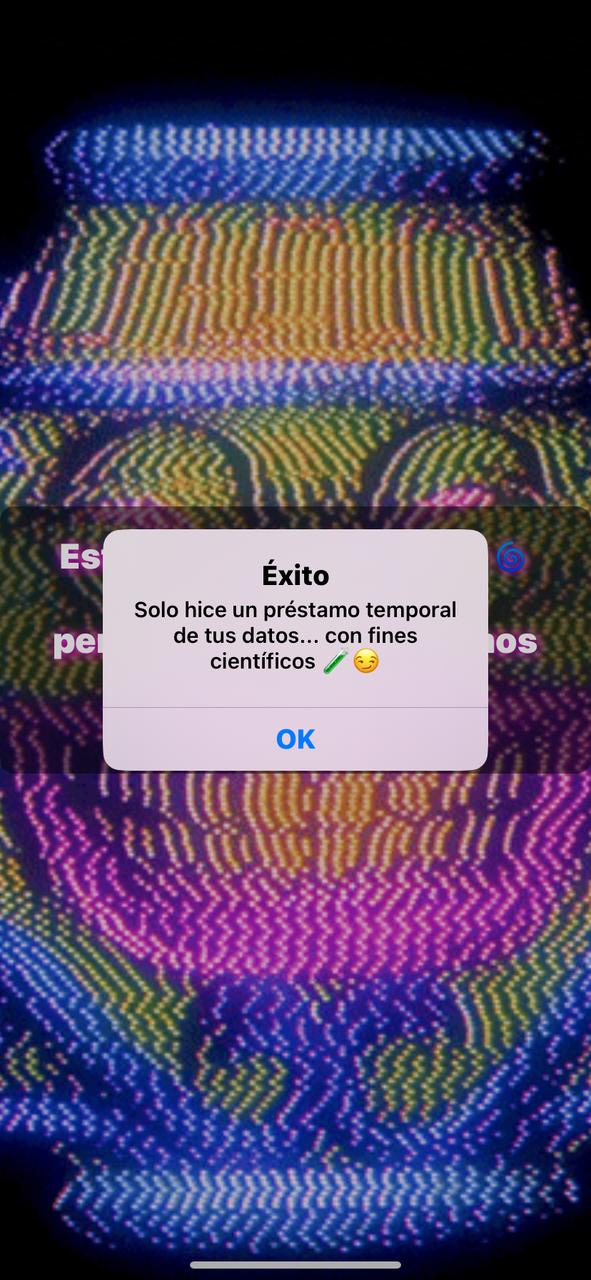 Éxito
Solo hice un préstamo temporal
de tus datos... con fines
científicos 🧪😏
OK